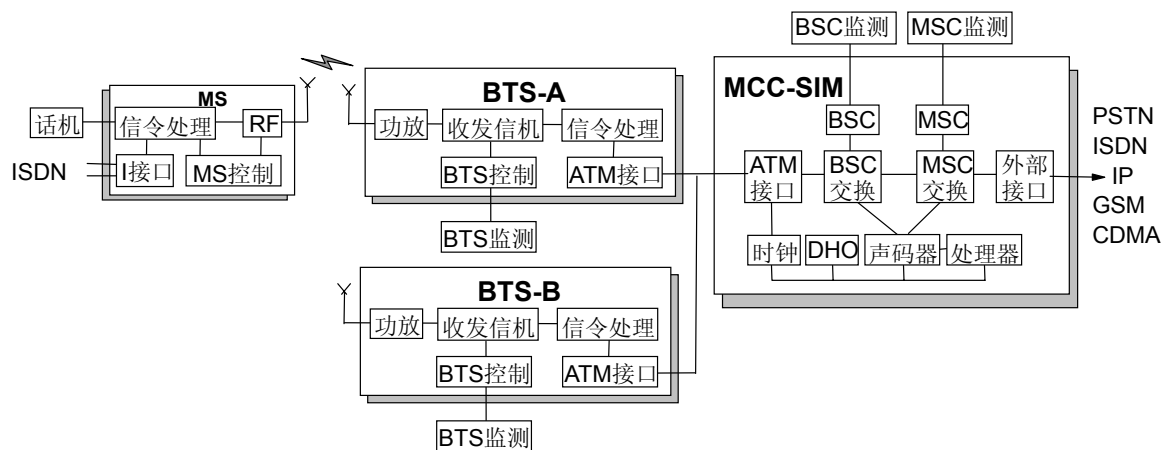 BSC监测
MSC监测
MS
话机
信令处理
RF
ISDN
I接口
MS控制
BTS-A
功放
收发信机
信令处理
BTS控制
ATM接口
BTS监测
BTS-B
功放
收发信机
信令处理
BTS控制
ATM接口
BTS监测
MCC-SIM
BSC
MSC
ATM
接口
BSC
交换
MSC
交换
外部
接口
时钟
DHO
声码器
处理器
PSTN
ISDN
IP
GSM
CDMA